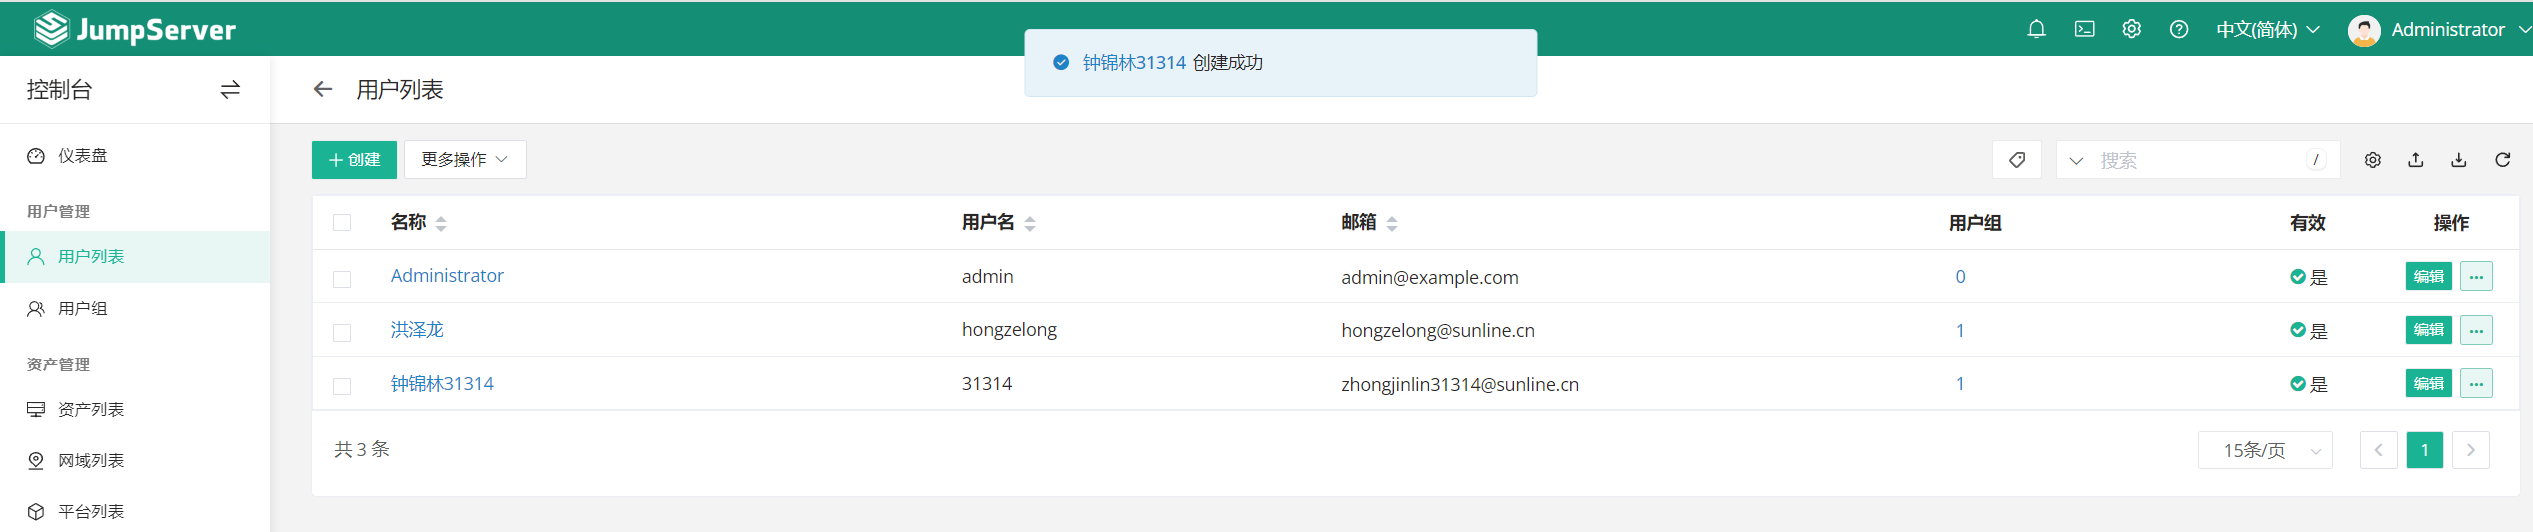 JumpServer
中文(简体)
Administrator
钟锦林31314 创建成功
控制台
用户列表
仪表盘
用户管理
用户列表
用户组
资产管理
资产列表
网域列表
平台列表
创建
更多操作
搜索
/
名称 用户名 邮箱 用户组 有效 操作
Administrator admin admin@example.com 0 是 编辑 ...
洪泽龙 hongzelong hongzelong@sunline.cn 1 是 编辑 ...
钟锦林31314 31314 zhongjinlin31314@sunline.cn 1 是 编辑 ...
共 3 条
15条/页
1